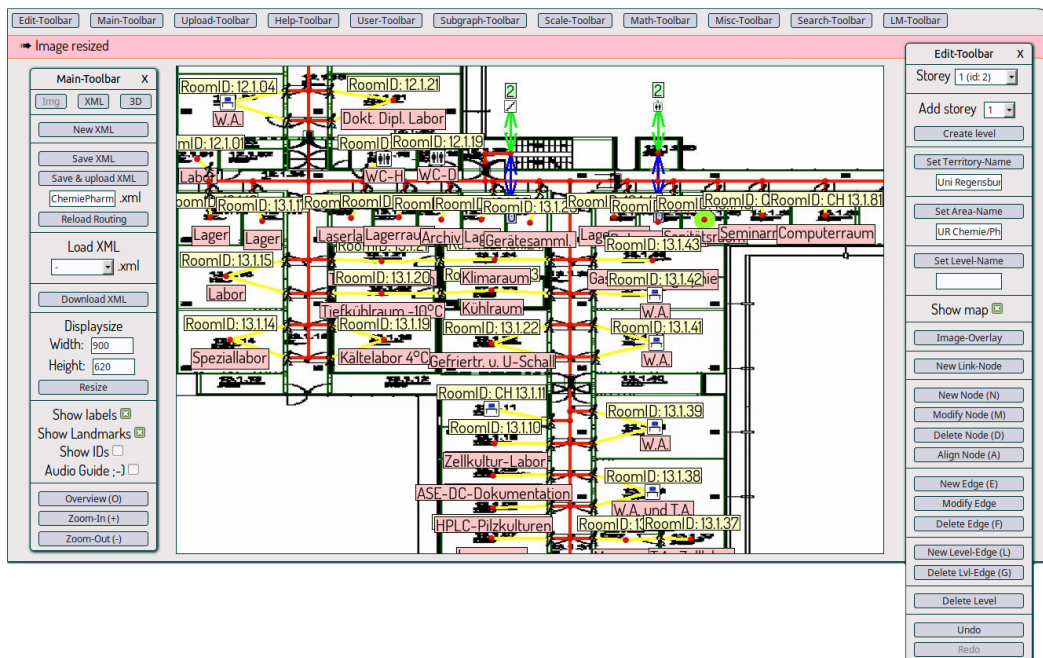 Edit-Toolbar Main-Toolbar Upload-Toolbar Help-Toolbar User-Toolbar Subgraph-Toolbar Scale-Toolbar Math-Toolbar Misc-Toolbar Search-Toolbar LM-Toolbar
➠ Image resized
Main-Toolbar X
Img XML 3D
New XML
Save XML
Save & upload XML
ChemiePharm .xml
Reload Routing
Load XML
- .xml
Download XML
Displaysize
Width: 900
Height: 620
Resize
Show labels
Show Landmarks
Show IDs
Audio Guide ;-)
Overview (O)
Zoom-In (+)
Zoom-Out (-)
RoomID: 12.1.04 RoomID: 12.1.21
W.A. Dokt. Dipl. Labor
2 2
RoomID: 12.1.19
WC-H WC-D
RoomID: CH 13.1.81
Lager Lager Archiv Gerätesamml. Computerraum
RoomID: 13.1.15 RoomID: 13.1.43
Labor RoomID: 13.1.20 Klimaraum RoomID: 13.1.42
Tiefkühlraum -10°C Kühlraum W.A.
RoomID: 13.1.14 RoomID: 13.1.19 RoomID: 13.1.22 RoomID: 13.1.41
Speziallabor Kältelabor 4°C Gefriertr. u. U-Schall W.A.
RoomID: CH 13.1.11
RoomID: 13.1.10 RoomID: 13.1.39
Zellkultur-Labor W.A.
RoomID: 13.1.38
ASE-DC-Dokumentation W.A. und T.A.
HPLC-Pilzkulturen RoomID: 13.1.37
Edit-Toolbar X
Storey 1 (id: 2)
Add storey 1
Create level
Set Territory-Name
Uni Regensbur
Set Area-Name
UR Chemie/Ph
Set Level-Name
Show map
Image-Overlay
New Link-Node
New Node (N)
Modify Node (M)
Delete Node (D)
Align Node (A)
New Edge (E)
Modify Edge
Delete Edge (F)
New Level-Edge (L)
Delete Lvl-Edge (G)
Delete Level
Undo
Redo